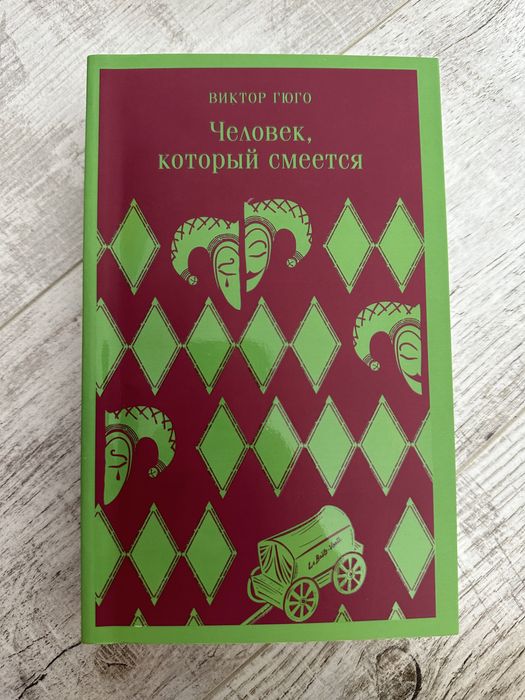 ВИКТОР ГЮГО
Человек,
который смеется